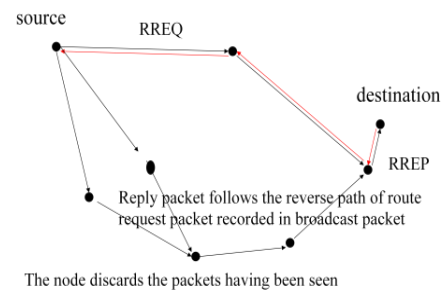 source
RREQ
destination
RREP
Reply packet follows the reverse path of route
request packet recorded in broadcast packet
The node discards the packets having been seen